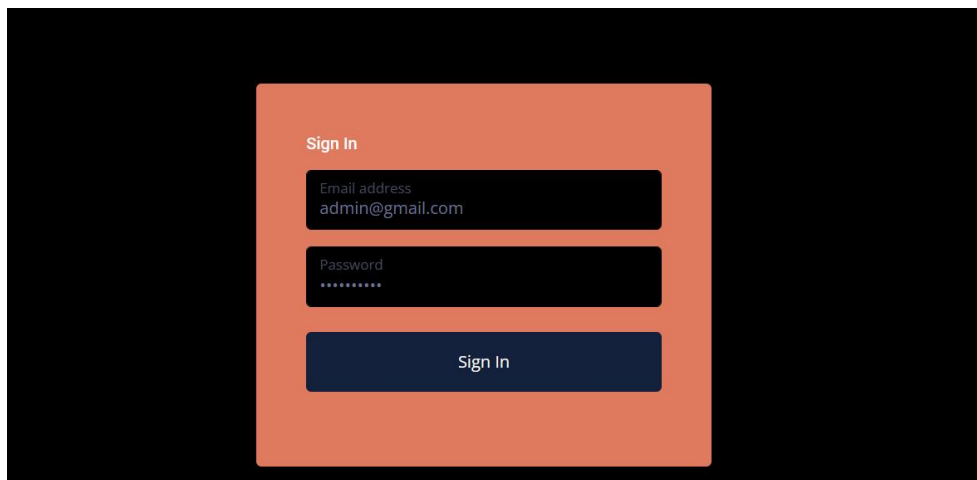 Sign In
Email address
admin@gmail.com
Password
••••••••••
Sign In